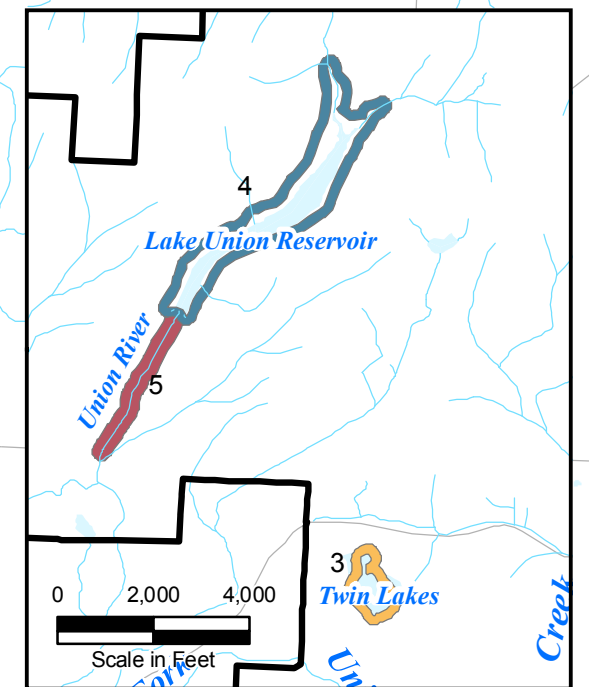 4
Lake Union Reservoir
Union River
5
3
Twin Lakes
0 2,000 4,000
Scale in Feet
Creek